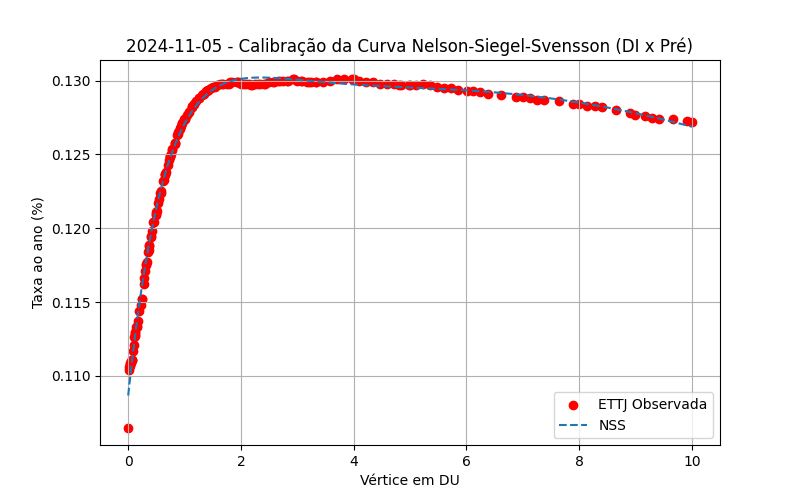 2024-11-05 - Calibração da Curva Nelson-Siegel-Svensson (DI x Pré)
Taxa ao ano (%)
0.130
0.125
0.120
0.115
0.110
ETTJ Observada
NSS
0 2 4 6 8 10
Vértice em DU